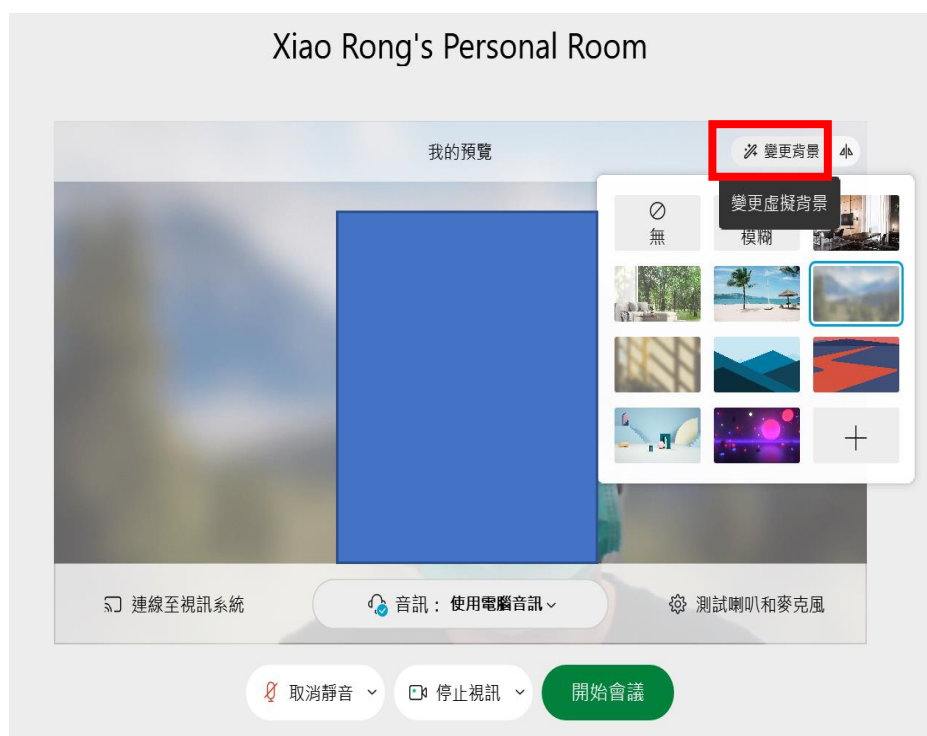 Xiao Rong's Personal Room
我的預覽
變更背景
變更虛擬背景
無
模糊
連線至視訊系統
音訊：使用電腦音訊
測試喇叭和麥克風
取消靜音
停止視訊
開始會議